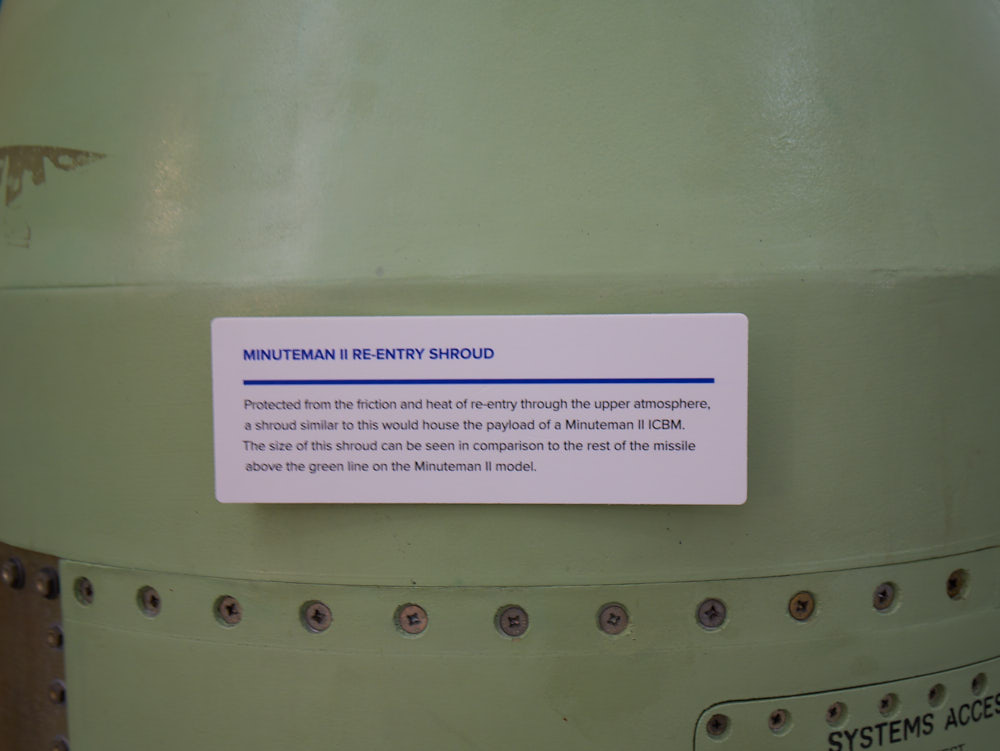 MINUTEMAN II RE-ENTRY SHROUD
Protected from the friction and heat of re-entry through the upper atmosphere,
a shroud similar to this would house the payload of a Minuteman II ICBM.
The size of this shroud can be seen in comparison to the rest of the missile
above the green line on the Minuteman II model.
SYSTEMS ACCES